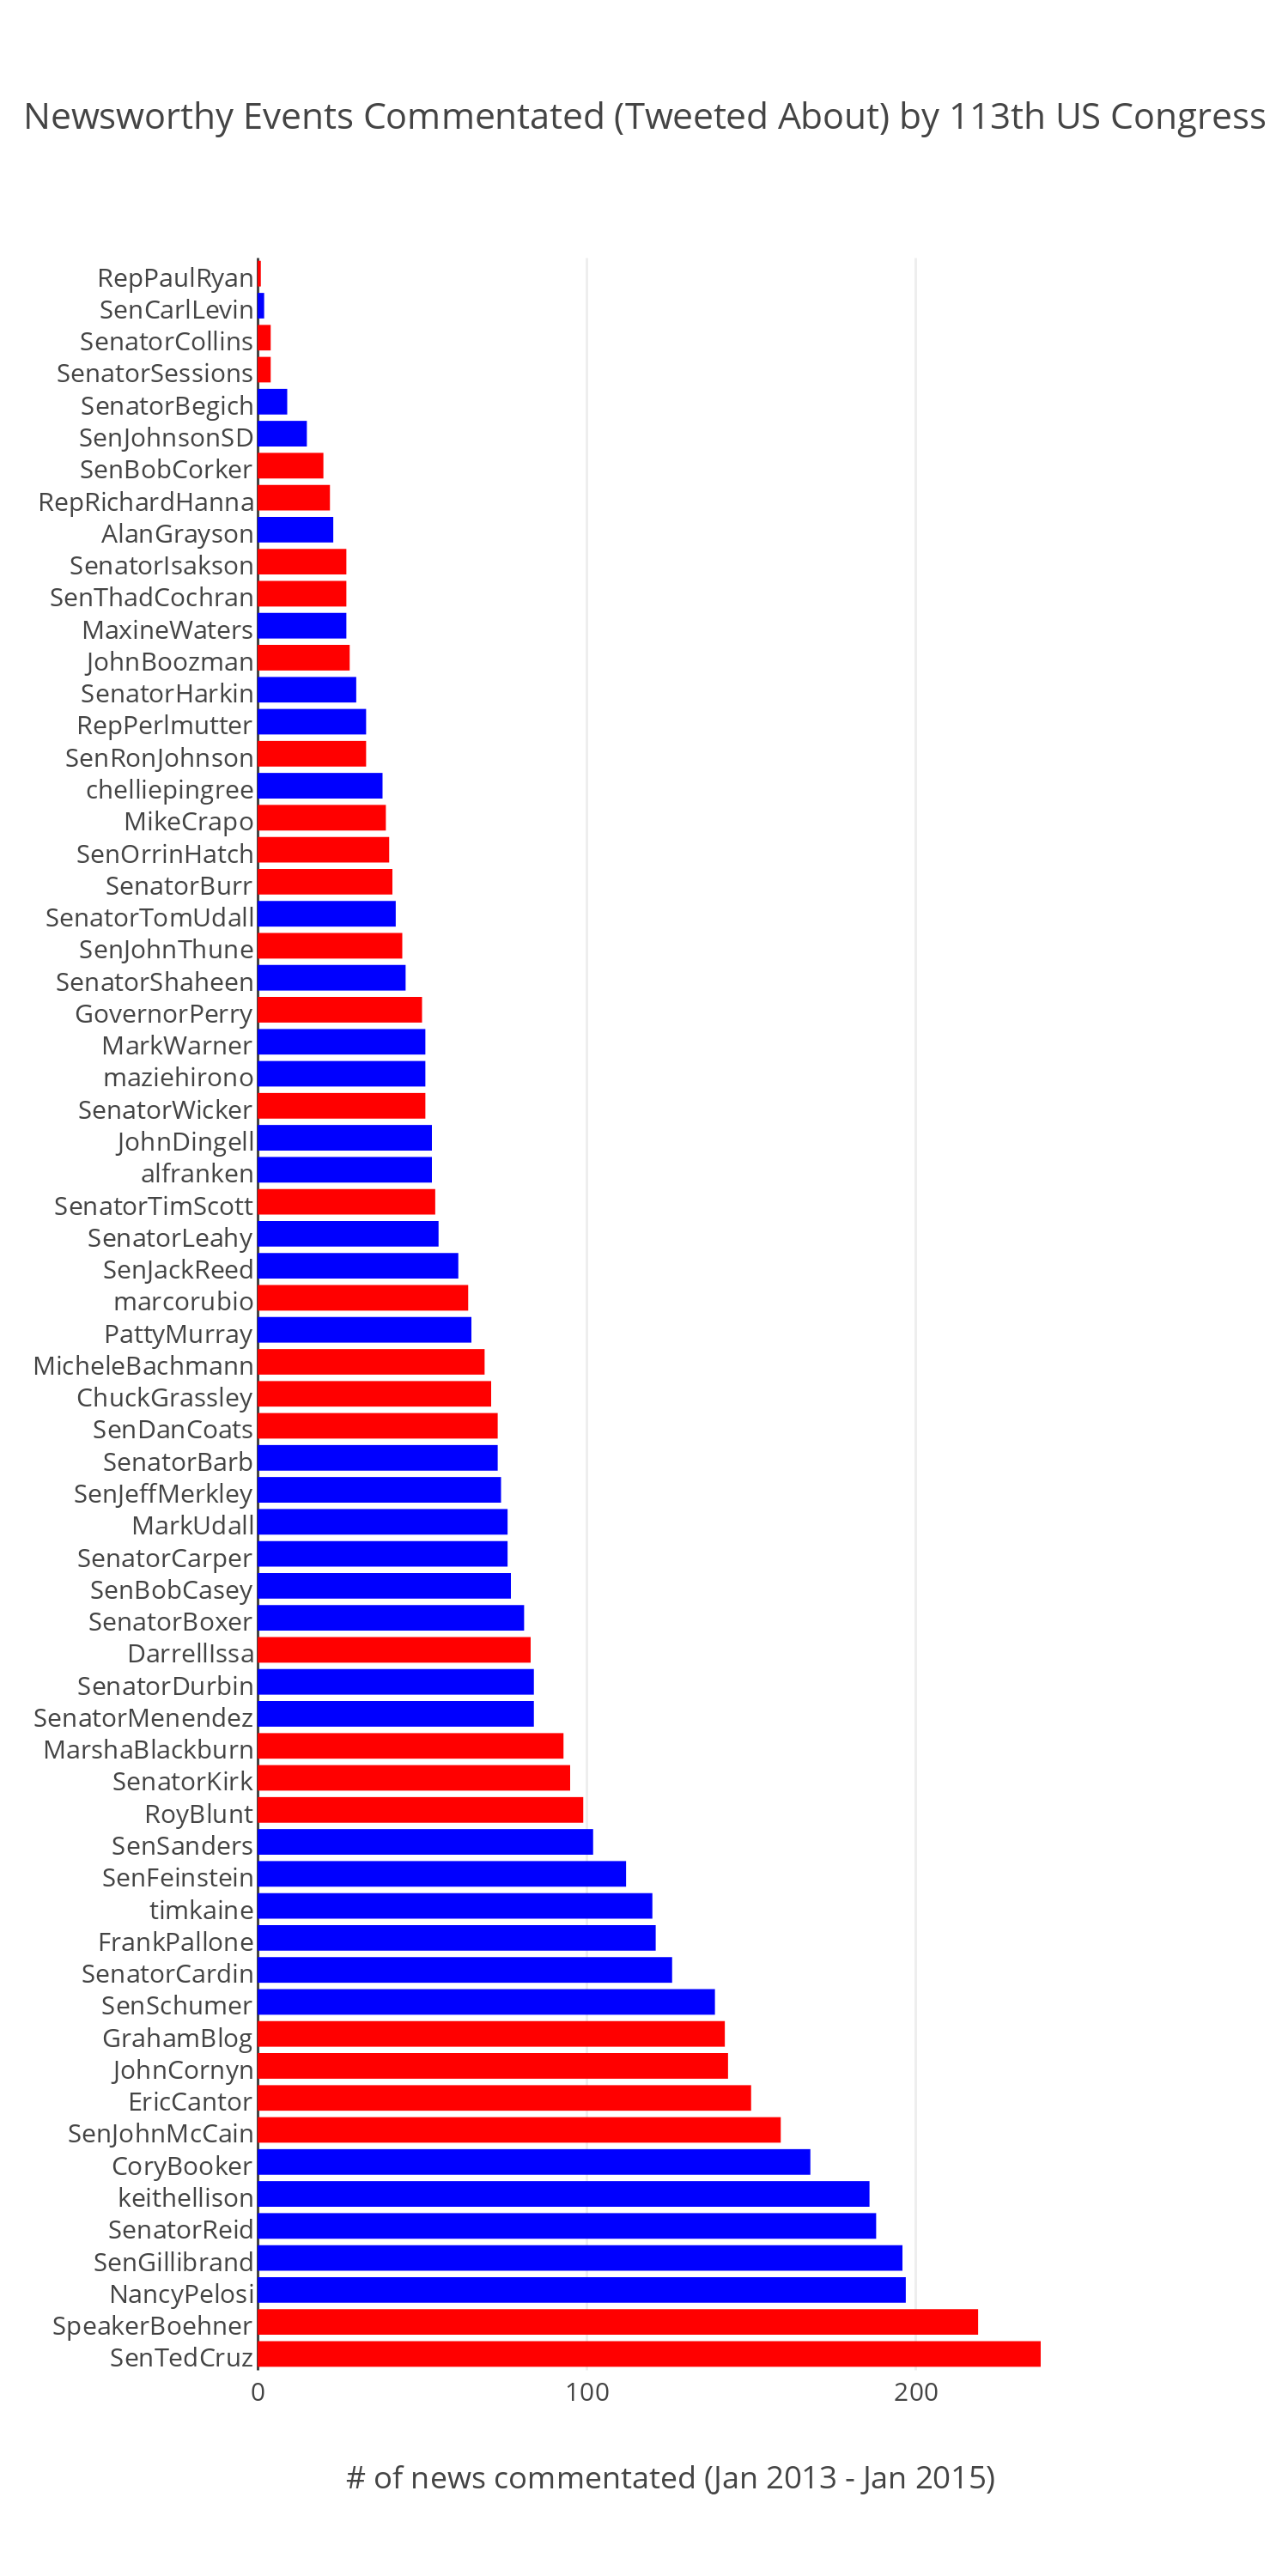 Newsworthy Events Commentated (Tweeted About) by 113th US Congress
RepPaulRyan
SenCarlLevin
SenatorCollins
SenatorSessions
SenatorBegich
SenJohnsonSD
SenBobCorker
RepRichardHanna
AlanGrayson
SenatorIsakson
SenThadCochran
MaxineWaters
JohnBoozman
SenatorHarkin
RepPerlmutter
SenRonJohnson
chelliepingree
MikeCrapo
SenOrrinHatch
SenatorBurr
SenatorTomUdall
SenJohnThune
SenatorShaheen
GovernorPerry
MarkWarner
maziehirono
SenatorWicker
JohnDingell
alfranken
SenatorTimScott
SenatorLeahy
SenJackReed
marcorubio
PattyMurray
MicheleBachmann
ChuckGrassley
SenDanCoats
SenatorBarb
SenJeffMerkley
MarkUdall
SenatorCarper
SenBobCasey
SenatorBoxer
DarrellIssa
SenatorDurbin
SenatorMenendez
MarshaBlackburn
SenatorKirk
RoyBlunt
SenSanders
SenFeinstein
timkaine
FrankPallone
SenatorCardin
SenSchumer
GrahamBlog
JohnCornyn
EricCantor
SenJohnMcCain
CoryBooker
keithellison
SenatorReid
SenGillibrand
NancyPelosi
SpeakerBoehner
SenTedCruz
0 100 200
# of news commentated (Jan 2013 - Jan 2015)